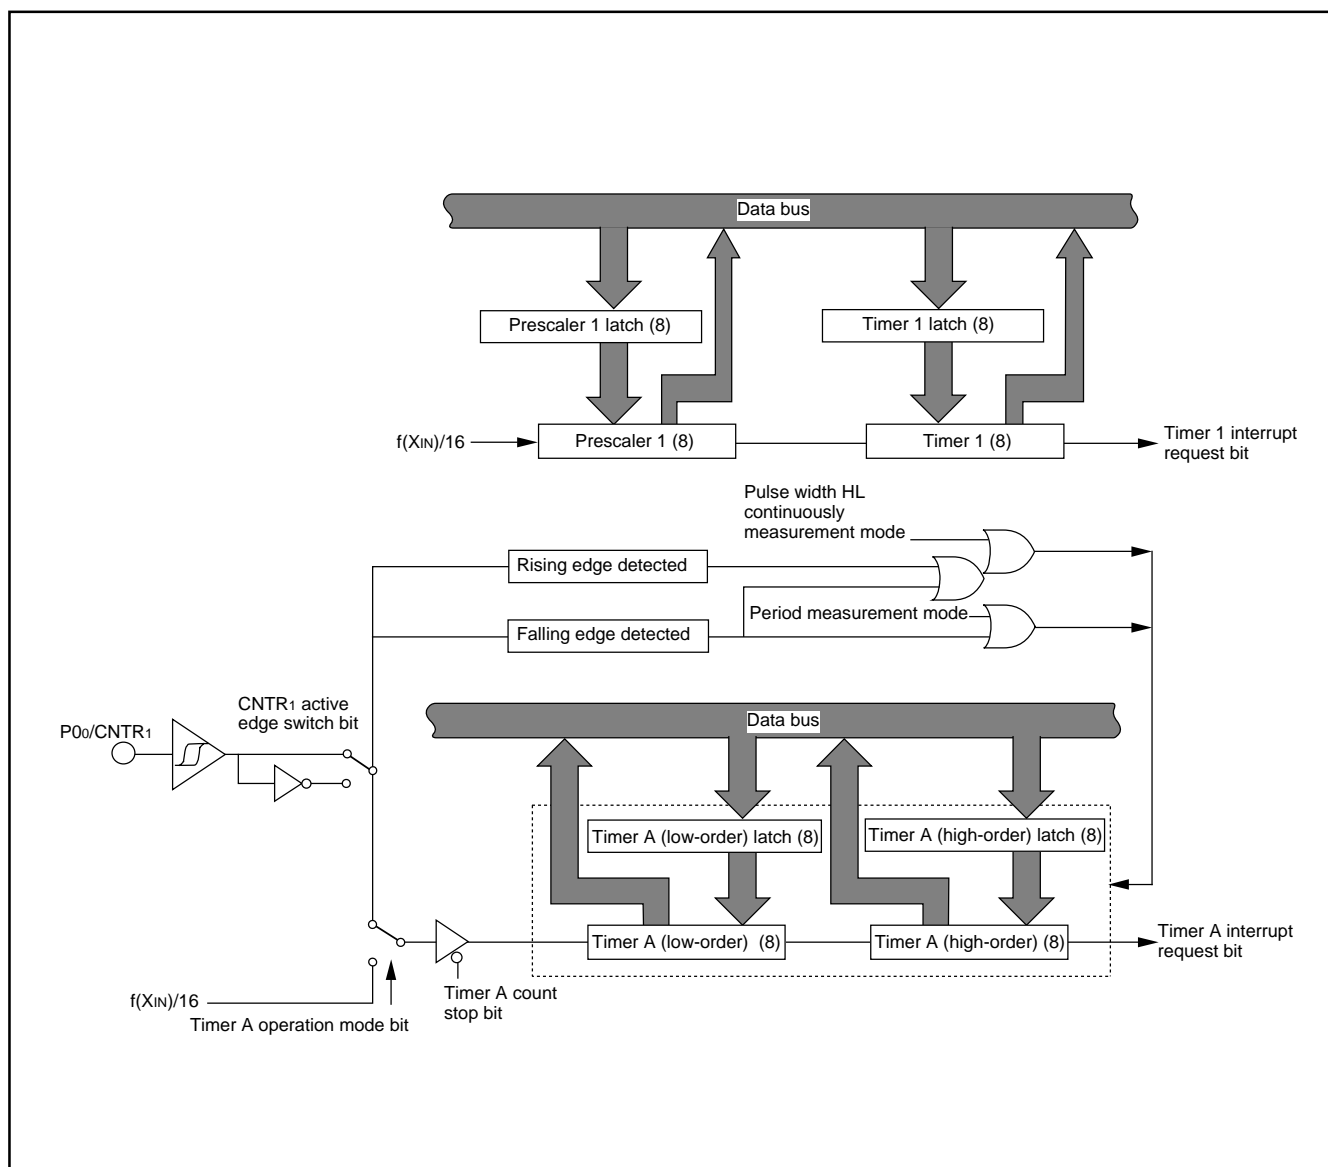 Data bus
Prescaler 1 latch (8)
Timer 1 latch (8)
f(XIN)/16
Prescaler 1 (8)
Timer 1 (8)
Timer 1 interrupt
request bit
Pulse width HL
continuously
measurement mode
Rising edge detected
Period measurement mode
Falling edge detected
CNTR1 active
edge switch bit
P00/CNTR1
Data bus
Timer A (low-order) latch (8)
Timer A (high-order) latch (8)
Timer A (low-order) (8)
Timer A (high-order) (8)
Timer A interrupt
request bit
f(XIN)/16
Timer A count
stop bit
Timer A operation mode bit